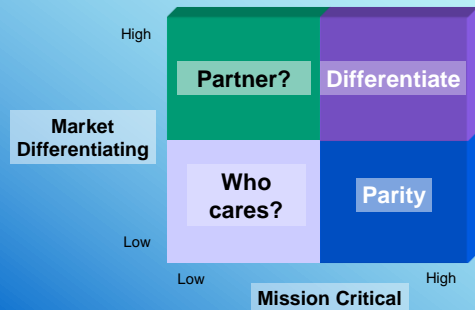 High
Partner?
Differentiate
Market
Differentiating
Who
cares?
Parity
Low
Low
High
Mission Critical